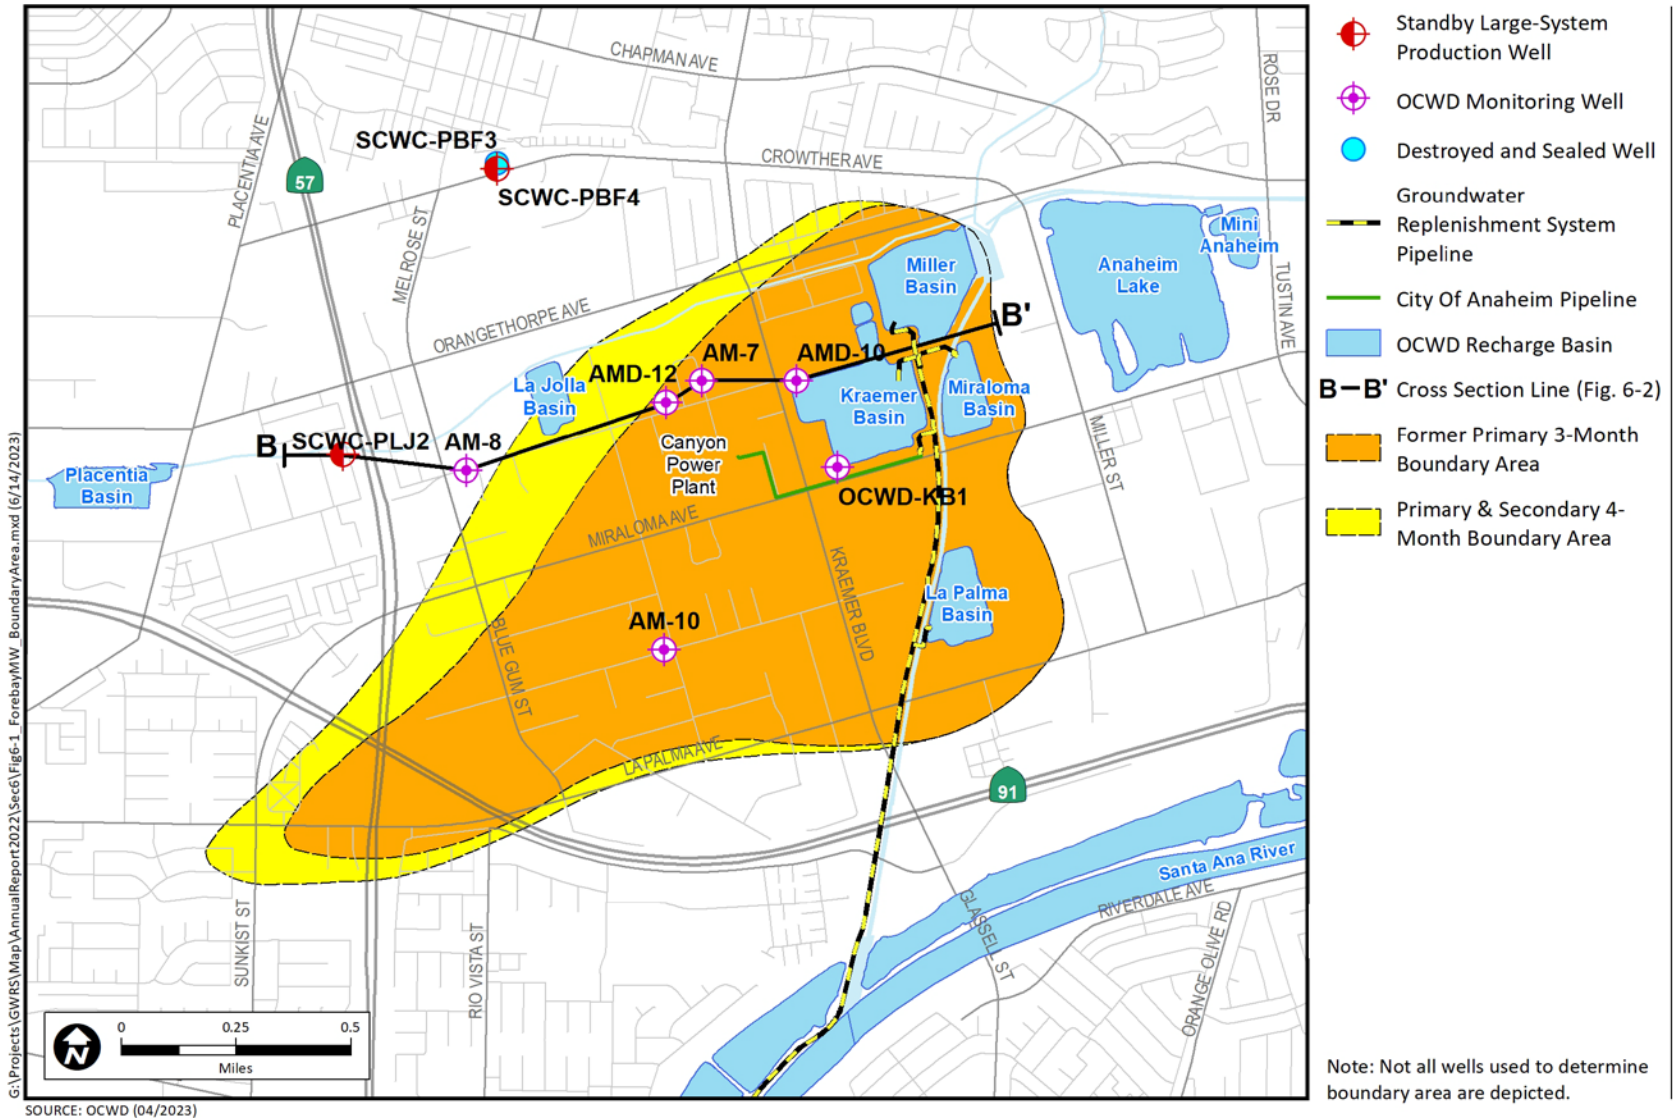 CHAPMAN AVE
ROSE DR
PLACENTIA AVE
57
SCWC-PBF3
SCWC-PBF4
CROWTHER AVE
MELROSE ST
ORANGETHORPE AVE
Miller
Basin
Anaheim
Lake
Mini
Anaheim
TUSTIN AVE
B'
AM-7
AMD-10
AMD-12
La Jolla
Basin
Kraemer
Basin
Miraloma
Basin
B
SCWC-PLJ2
AM-8
Canyon
Power
Plant
Placentia
Basin
OCWD-KB1
MILLER ST
MIRALOMA AVE
KRAEMER BLVD
La Palma
Basin
AM-10
BLUE GUM ST
LA PALMA AVE
91
Santa Ana River
RIVERDALE AVE
GLASSELL ST
ORANGE OLIVE RD
SUNKIST ST
RIO VISTA ST
N
0 0.25 0.5
Miles
G:\Projects\GWRS\Map\AnnualReport2022\Sec6\Fig6-1_ForebayMW_BoundaryArea.mxd (6/14/2023)
SOURCE: OCWD (04/2023)
Standby Large-System
Production Well
OCWD Monitoring Well
Destroyed and Sealed Well
Groundwater
Replenishment System
Pipeline
City Of Anaheim Pipeline
OCWD Recharge Basin
B B' Cross Section Line (Fig. 6-2)
Former Primary 3-Month
Boundary Area
Primary & Secondary 4-
Month Boundary Area
Note: Not all wells used to determine
boundary area are depicted.